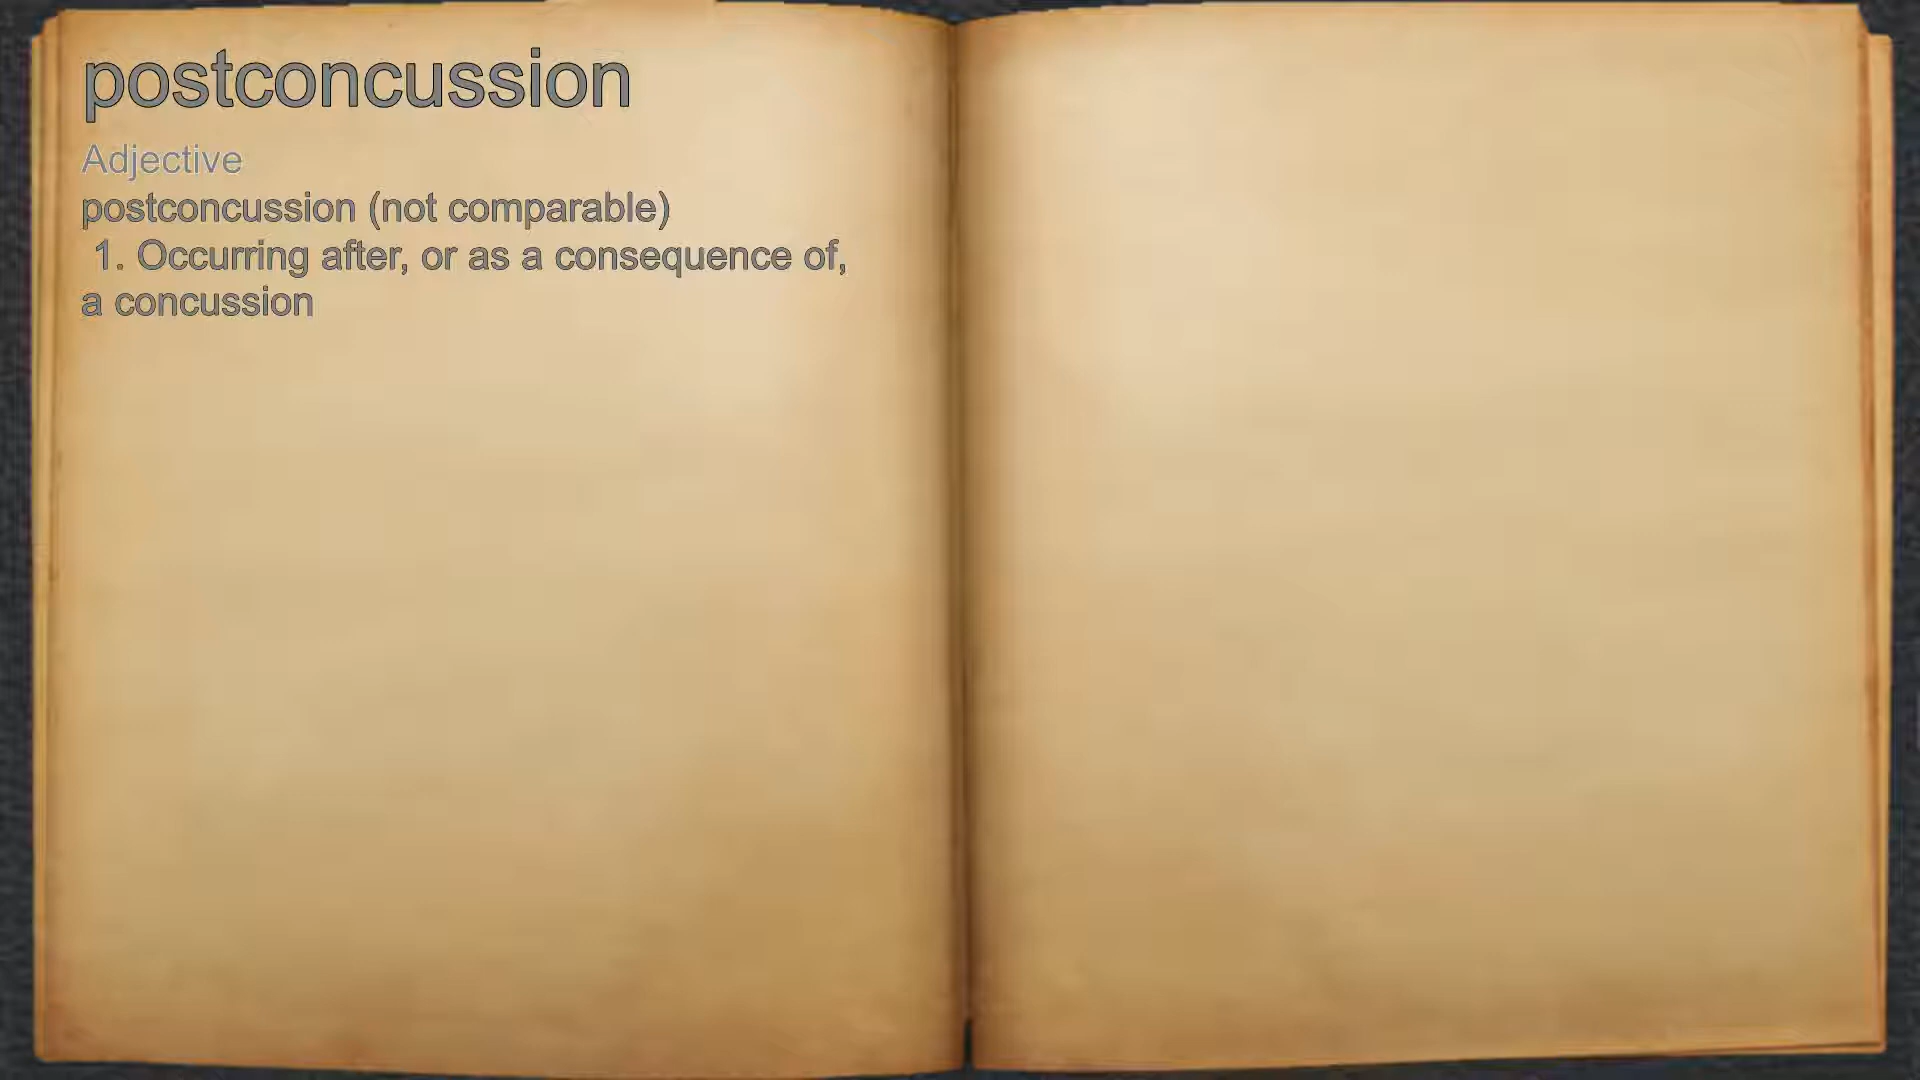 postconcussion
Adjective
postconcussion (not comparable)
1. Occurring after, or as a consequence of,
a concussion